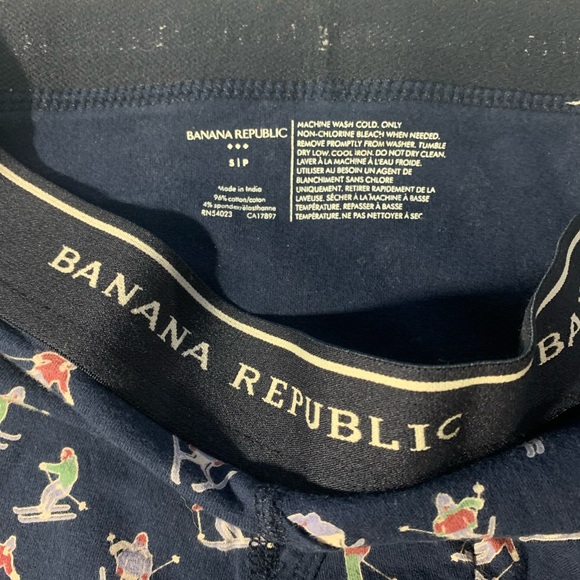 BANANA REPUBLIC
S | P
Made in India
96% cotton/coton
4% spandex/élasthanne
RN54023 CA17897
MACHINE WASH COLD. ONLY
NON-CHLORINE BLEACH WHEN NEEDED.
REMOVE PROMPTLY FROM WASHER. TUMBLE
DRY LOW. COOL IRON. DO NOT DRY CLEAN.
LAVER À LA MACHINE À L'EAU FROIDE.
UTILISER AU BESOIN UN AGENT DE
BLANCHIMENT SANS CHLORE
UNIQUEMENT. RETIRER RAPIDEMENT DE LA
LAVEUSE. SÉCHER À LA MACHINE À BASSE
TEMPÉRATURE. REPASSER À BASSE
TEMPÉRATURE. NE PAS NETTOYER À SEC
BANANA REPUBLIC
BA